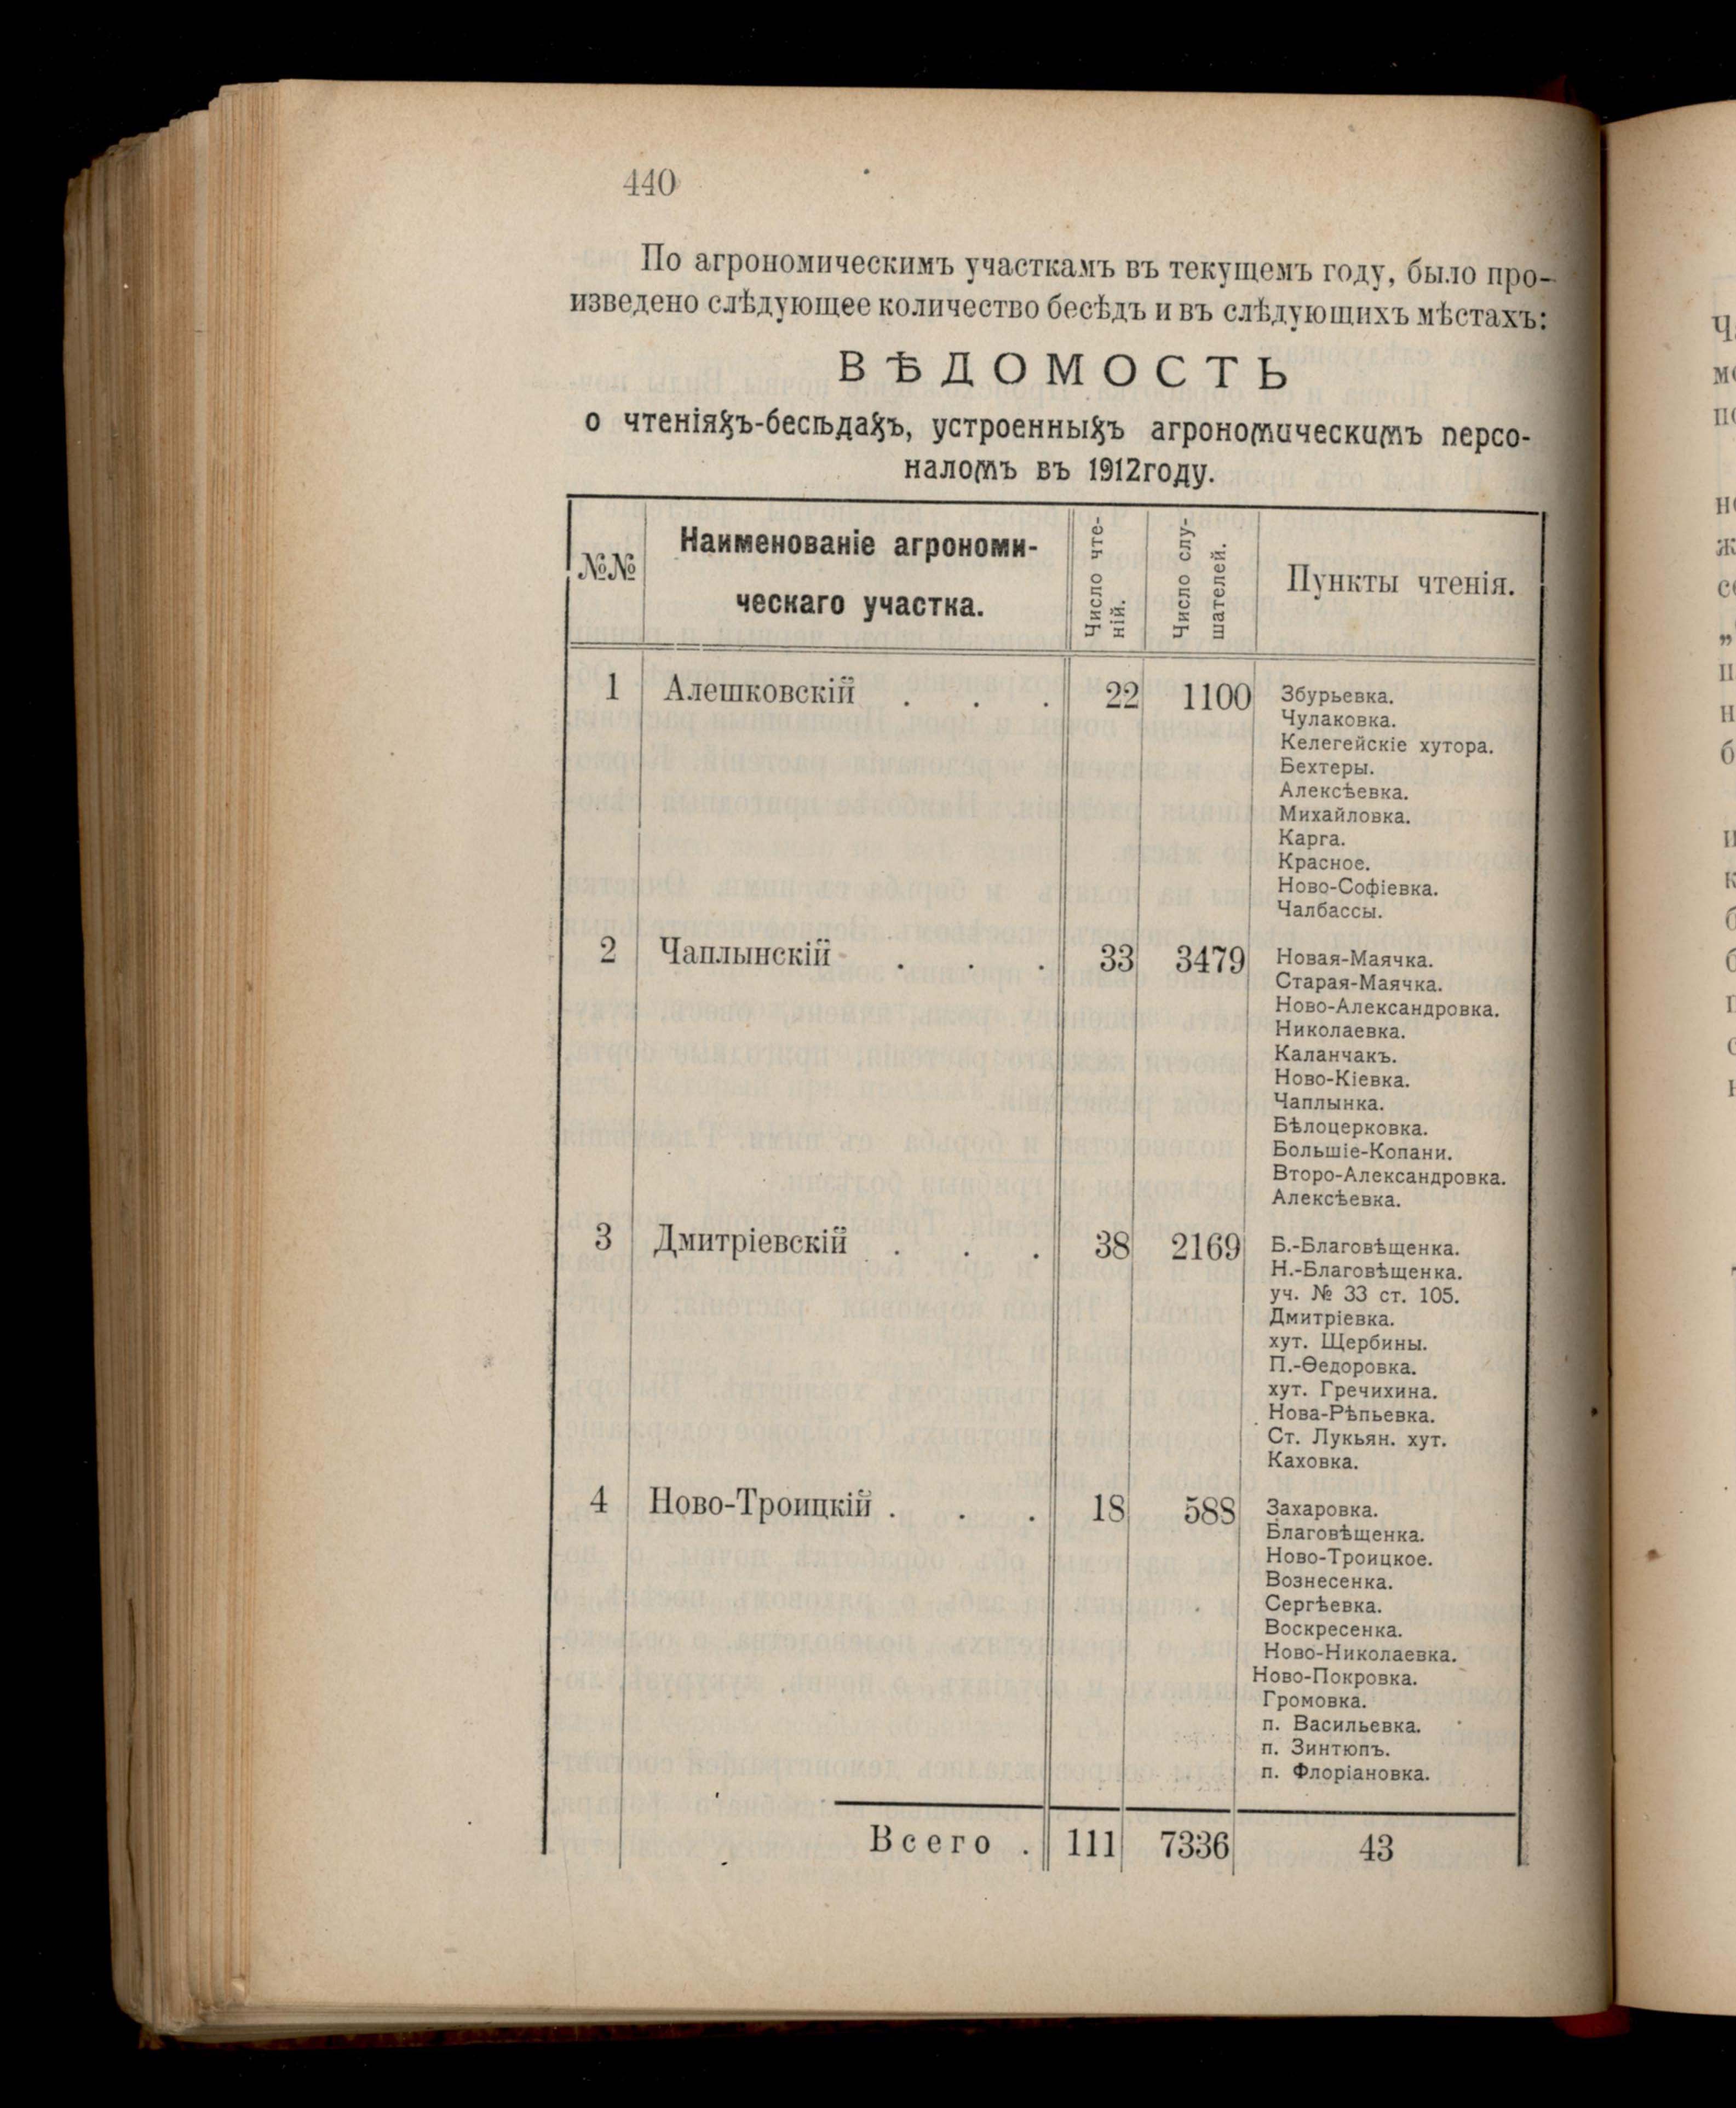 440
По агрономическимъ участкамъ въ текущемъ году, было про-
изведено слѣдующее количество бесѣдъ и въ слѣдующихъ мѣстахъ:
ВѢДОМОСТЬ
о чтеніяхъ-бесѣдахъ, устроенныхъ агрономическимъ персо-
наломъ въ 1912году.
№№ Наименованіе агрономи-
ческаго участка. Число чте-
ній. Число слу-
шателей. Пункты чтенія.
1 Алешковскій . . . 22 1100 Збурьевка.
Чулаковка.
Келегейскіе хутора.
Бехтеры.
Алексѣевка.
Михайловка.
Карга.
Красное.
Ново-Софіевка.
Чалбассы.
2 Чаплынскій . . . 33 3479 Новая-Маячка.
Старая-Маячка.
Ново-Александровка.
Николаевка.
Каланчакъ.
Ново-Кіевка.
Чаплынка.
Бѣлоцерковка.
Большіе-Копани.
Второ-Александровка.
Алексѣевка.
3 Дмитріевскій . . . 38 2169 Б.-Благовѣщенка.
Н.-Благовѣщенка.
уч. № 33 ст. 105.
Дмитріевка.
хут. Щербины.
П.-Ѳедоровка.
хут. Гречихина.
Нова-Рѣпьевка.
Ст. Лукьян. хут.
Каховка.
4 Ново-Троицкій . . . 18 588 Захаровка.
Благовѣщенка.
Ново-Троицкое.
Вознесенка.
Сергѣевка.
Воскресенка.
Ново-Николаевка.
Ново-Покровка.
Громовка.
п. Васильевка.
п. Зинтюпъ.
п. Флоріановка.
Всего . 111 7336 43